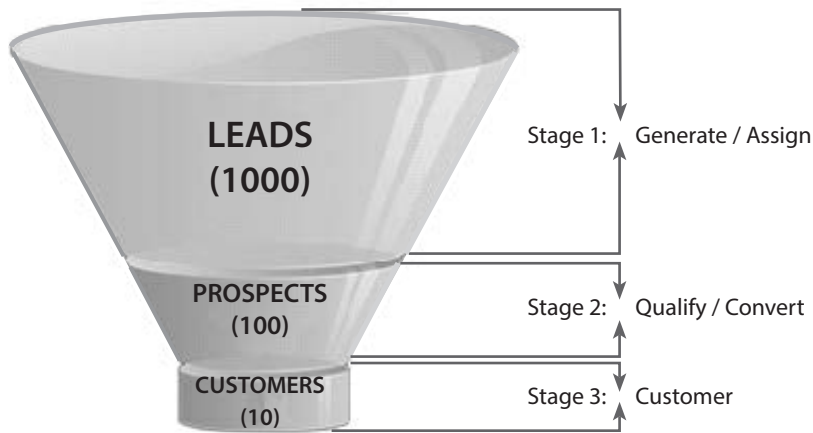 LEADS
(1000)
Stage 1: Generate / Assign
PROSPECTS
(100)
Stage 2: Qualify / Convert
CUSTOMERS
(10)
Stage 3: Customer